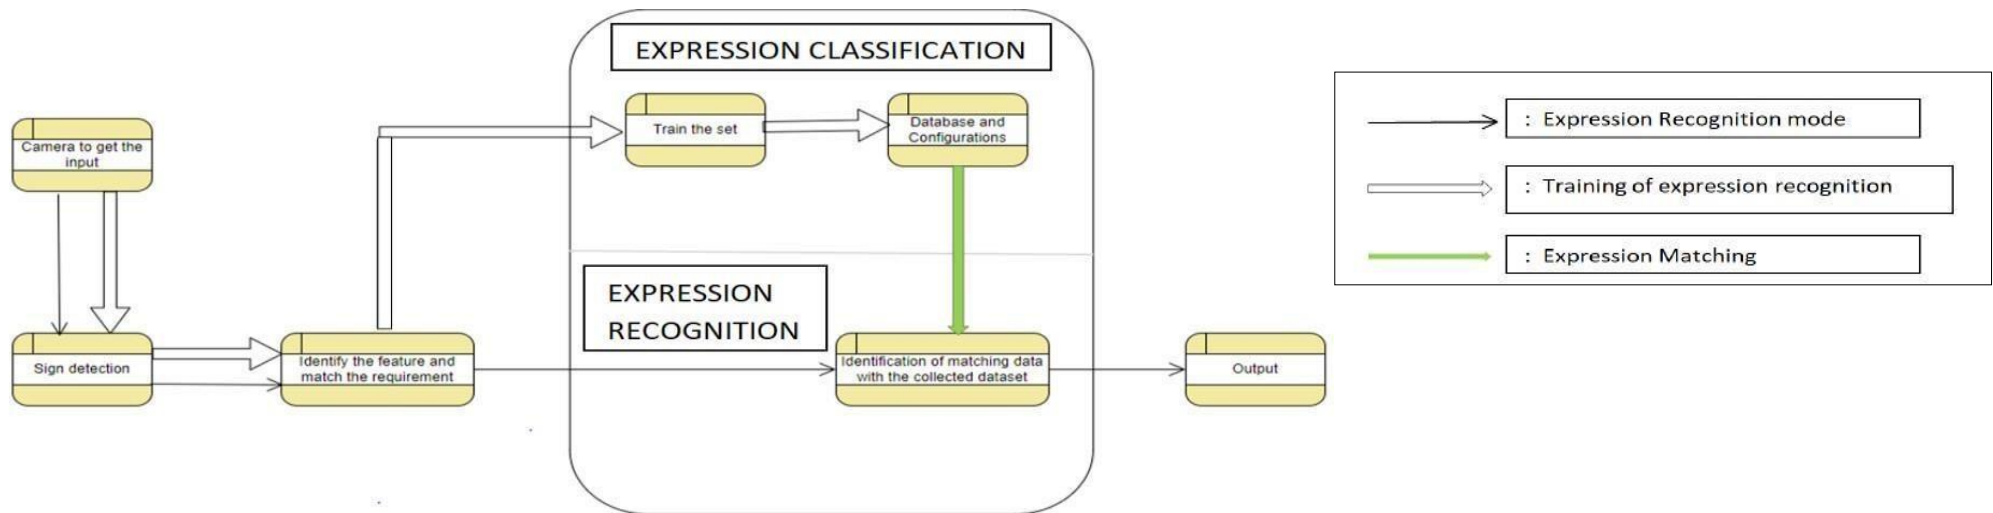 EXPRESSION CLASSIFICATION
Camera to get the
input
Train the set
Database and
Configurations
EXPRESSION
RECOGNITION
Sign detection
Identify the feature and
match the requirement
Identification of matching data
with the collected dataset
Output
: Expression Recognition mode
: Training of expression recognition
: Expression Matching